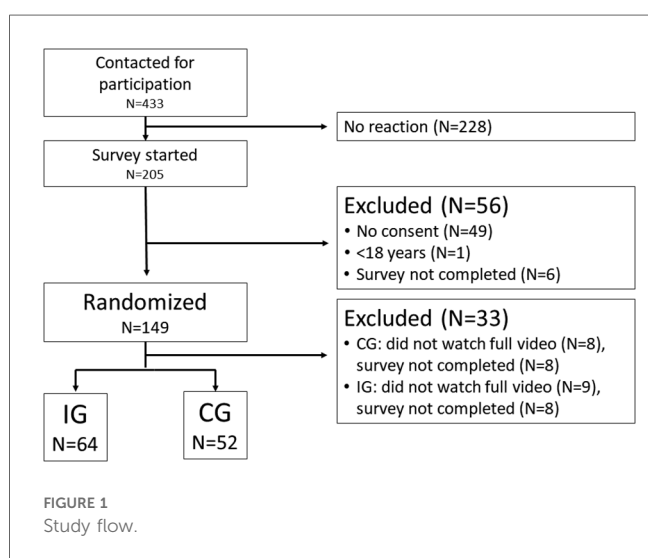 Contacted for
participation
N=433
No reaction (N=228)
Survey started
N=205
Excluded (N=56)
• No consent (N=49)
• <18 years (N=1)
• Survey not completed (N=6)
Randomized
N=149
Excluded (N=33)
• CG: did not watch full video (N=8),
survey not completed (N=8)
• IG: did not watch full video (N=9),
survey not completed (N=8)
IG
N=64
CG
N=52
FIGURE 1
Study flow.